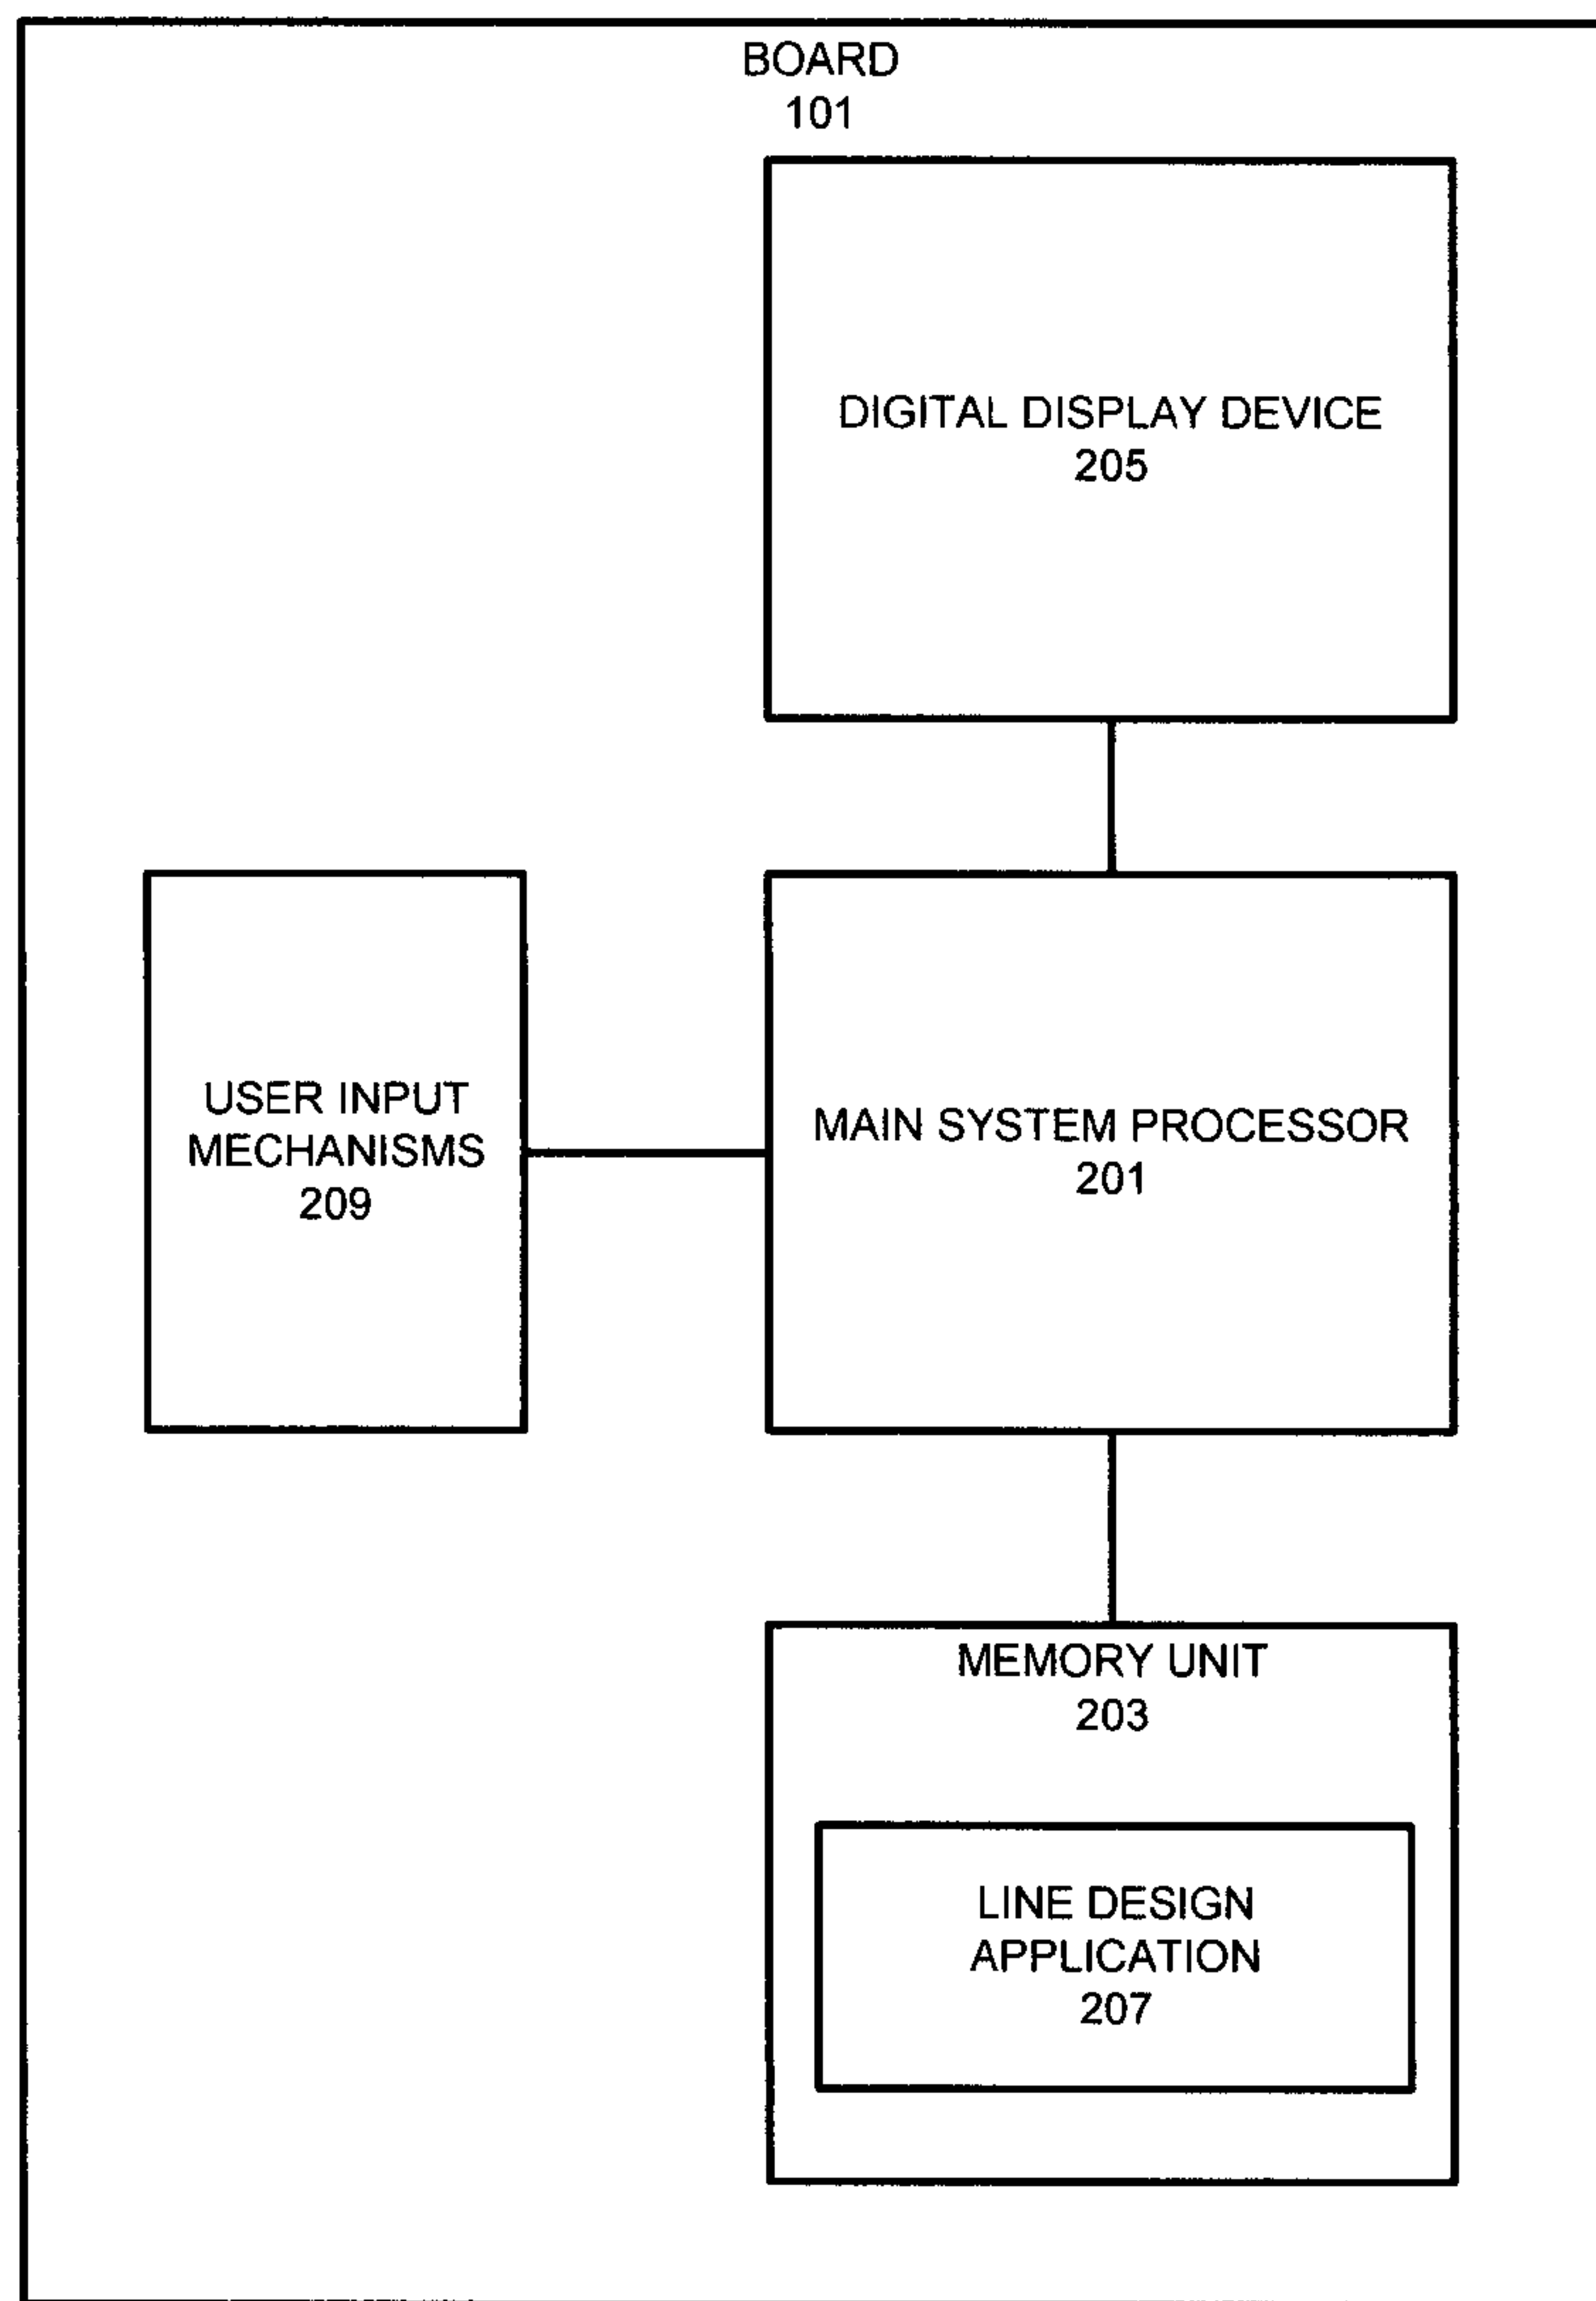 BOARD
101
DIGITAL DISPLAY DEVICE
205
USER INPUT
MECHANISMS
209
MAIN SYSTEM PROCESSOR
201
MEMORY UNIT
203
LINE DESIGN
APPLICATION
207